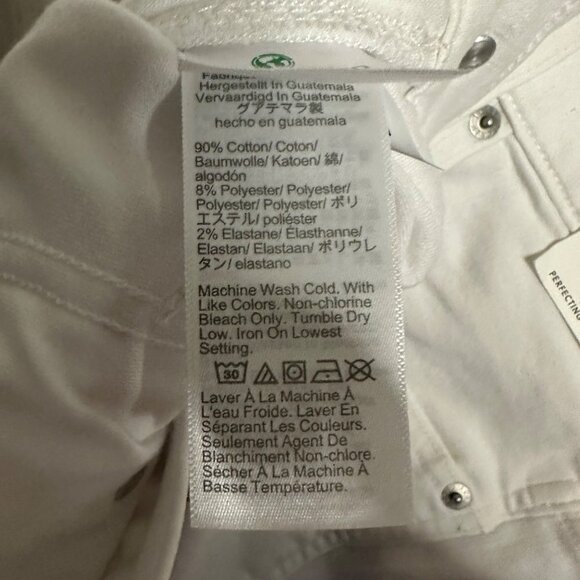 Hergestellt In Guatemala
Vervaardigd In Guatemala
グアテマラ製
hecho en guatemala
90% Cotton/ Coton/
Baumwolle/ Katoen/ 綿/
algodón
8% Polyester/ Polyester/
Polyester/ Polyester/ ポリ
エステル/ poliéster
2% Elastane/ Élasthanne/
Elastan/ Elastaan/ ポリウレ
タン/ elastano
Machine Wash Cold. With
Like Colors. Non-chlorine
Bleach Only. Tumble Dry
Low. Iron On Lowest
Setting.
30
Laver À La Machine À
L'eau Froide. Laver En
Séparant Les Couleurs.
Seulement Agent De
Blanchiment Non-chlore.
Sécher À La Machine À
Basse Température.
PERFECTING